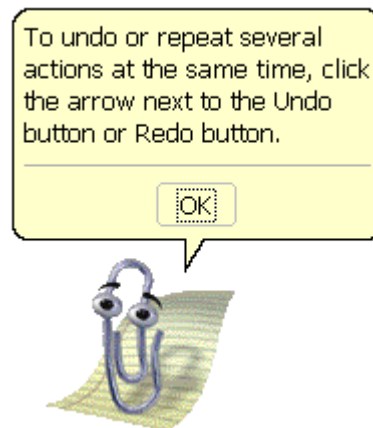 To undo or repeat several
actions at the same time, click
the arrow next to the Undo
button or Redo button.
OK